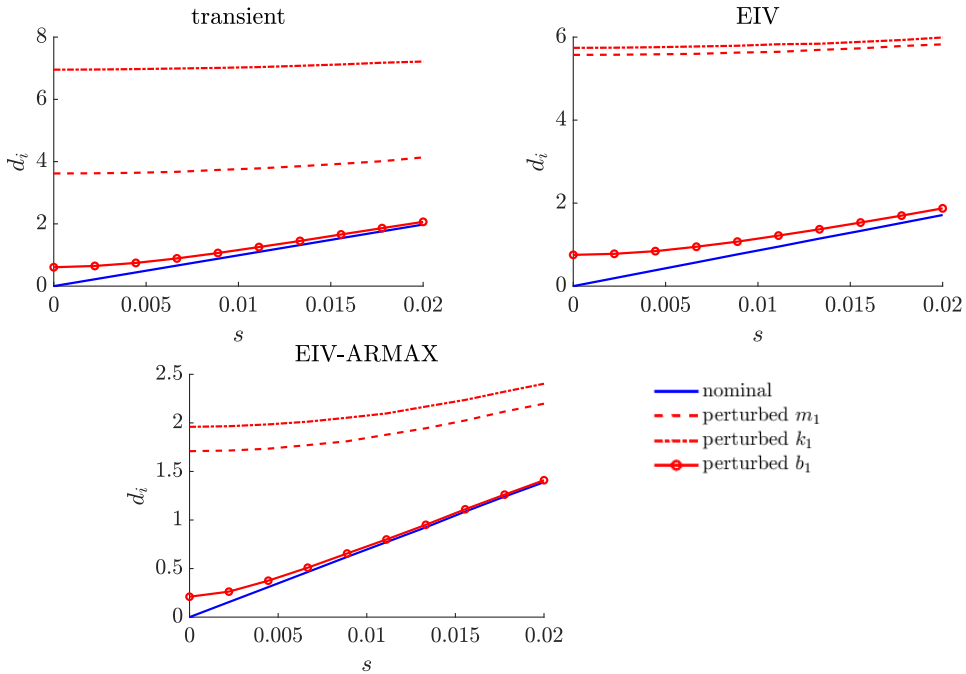 transient
8
6
4
2
0
d_i
0 0.005 0.01 0.015 0.02
s
EIV
6
4
2
0
d_i
0 0.005 0.01 0.015 0.02
s
EIV-ARMAX
2.5
2
1.5
1
0.5
0
d_i
0 0.005 0.01 0.015 0.02
s
nominal
perturbed m_1
perturbed k_1
perturbed b_1